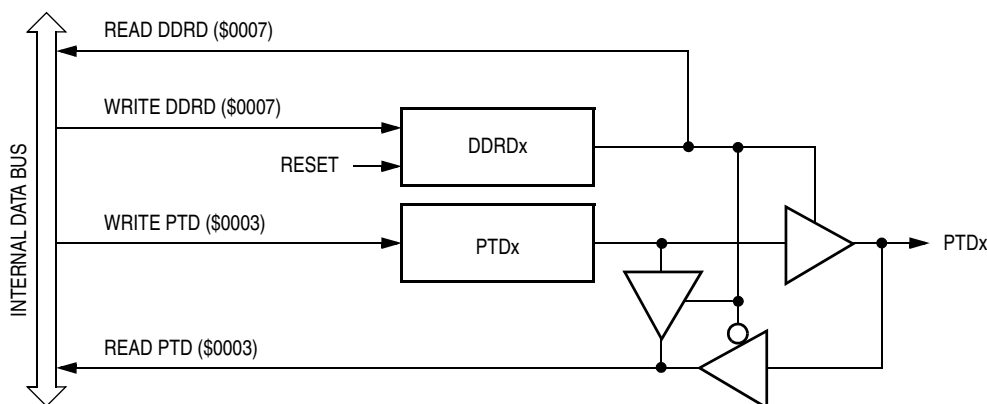 READ DDRD ($0007)
WRITE DDRD ($0007)
DDRDx
RESET
INTERNAL DATA BUS
WRITE PTD ($0003)
PTDx
PTDx
READ PTD ($0003)